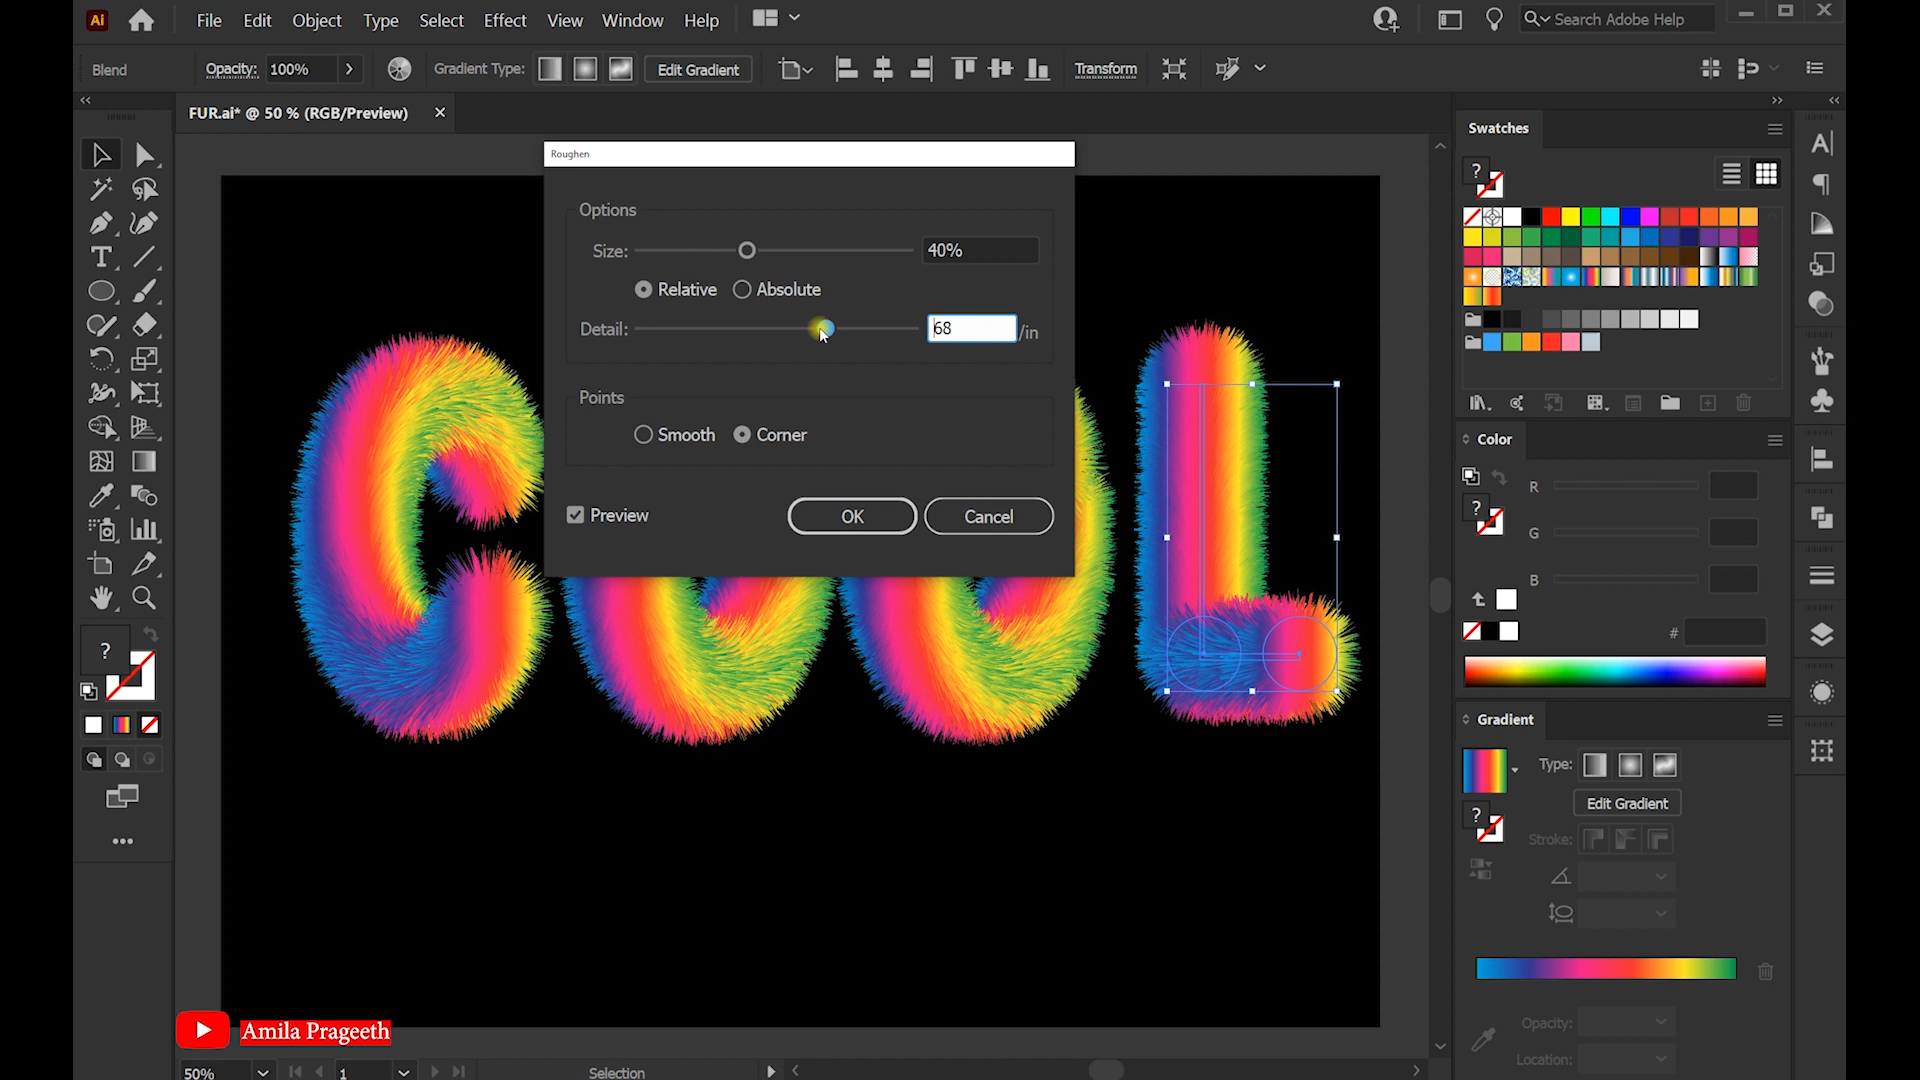 Ai File Edit Object Type Select Effect View Window Help Search Adobe Help
Blend Opacity: 100% Gradient Type: Edit Gradient Transform
FUR.ai* @ 50 % (RGB/Preview)
Roughen
Options
Size: 40%
Relative Absolute
Detail: 68 /in
Points
Smooth Corner
Preview OK Cancel
COOL
Swatches
Color
R
G
B
#
Gradient
Type:
Edit Gradient
Stroke:
Opacity:
Location:
Amila Prageeth
50% 1 Selection